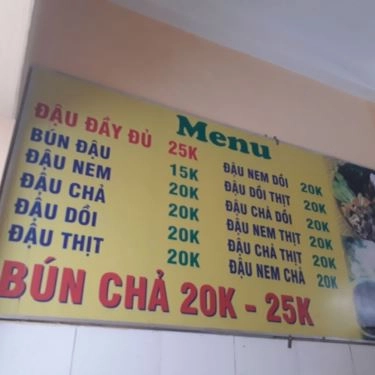 Menu
ĐẬU ĐẦY ĐỦ 25K
BÚN ĐẬU 15K
ĐẬU NEM 20K
ĐẬU CHẢ 20K
ĐẬU DỒI 20K
ĐẬU THỊT 20K
ĐẬU NEM DỒI 20K
ĐẬU DỒI THỊT 20K
ĐẬU CHẢ DỒI 20K
ĐẬU NEM THỊT 20K
ĐẬU CHẢ THỊT 20K
ĐẬU NEM CHẢ 20K
BÚN CHẢ 20K - 25K